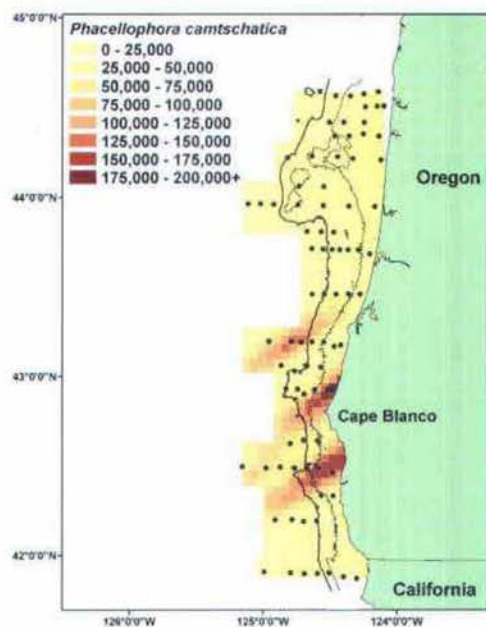 Phacellophora camtschatica
0 - 25,000
25,000 - 50,000
50,000 - 75,000
75,000 - 100,000
100,000 - 125,000
125,000 - 150,000
150,000 - 175,000
175,000 - 200,000+
45°0'0"N
44°0'0"N
43°0'0"N
42°0'0"N
Oregon
Cape Blanco
California
126°0'0"W
125°0'0"W
124°0'0"W